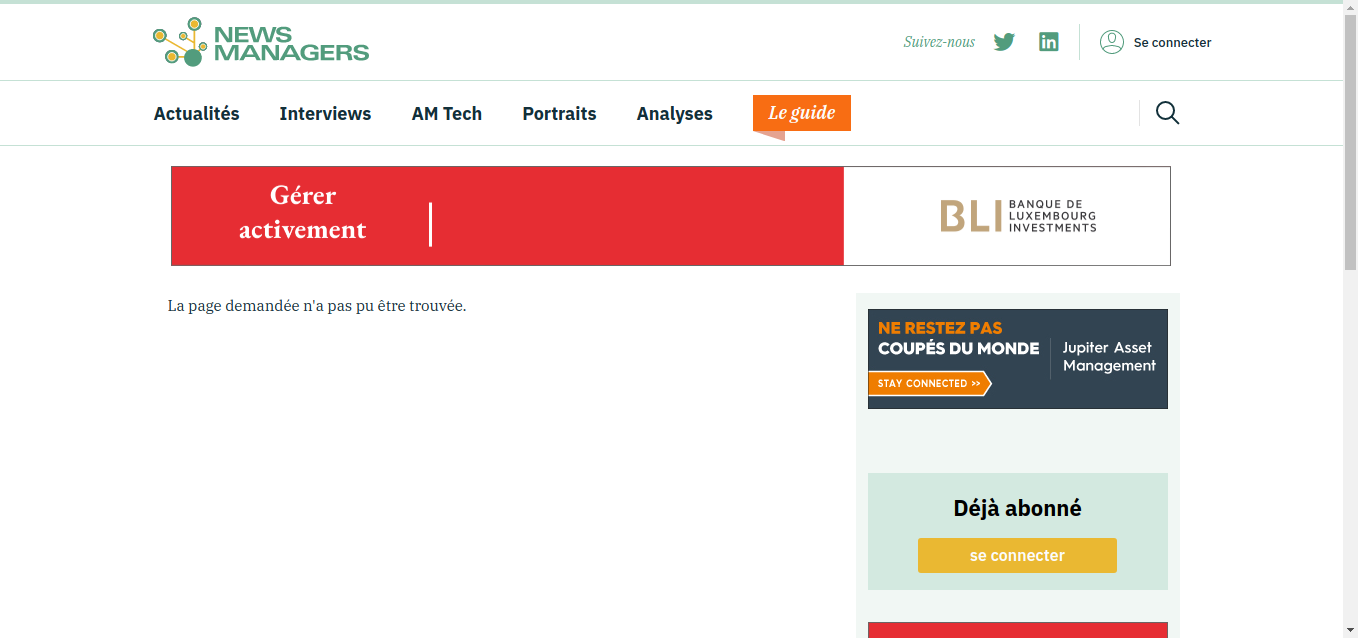 NEWS
MANAGERS
Suivez-nous
Se connecter
Actualités
Interviews
AM Tech
Portraits
Analyses
Le guide
Gérer
activement
BLI
BANQUE DE
LUXEMBOURG
INVESTMENTS
La page demandée n'a pas pu être trouvée.
NE RESTEZ PAS
COUPÉS DU MONDE
STAY CONNECTED >>
Jupiter Asset
Management
Déjà abonné
se connecter